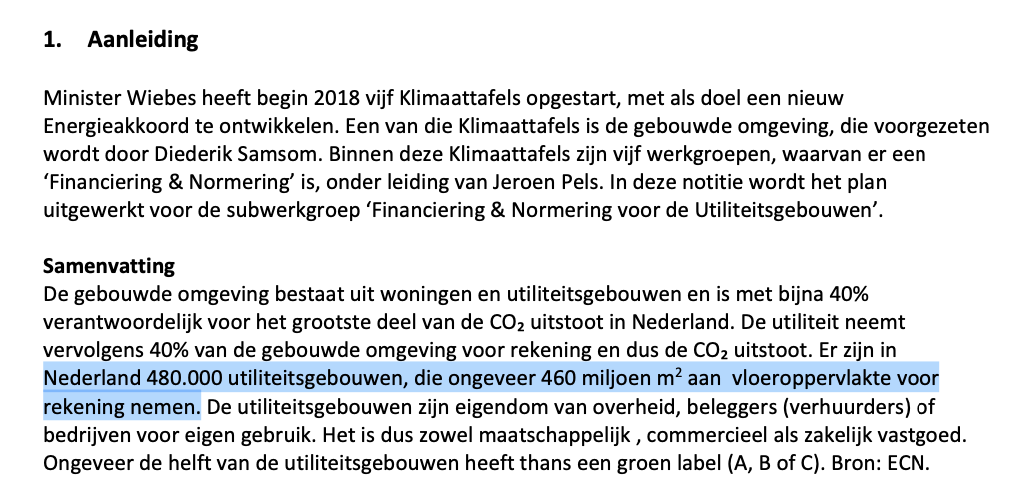 1. Aanleiding
Minister Wiebes heeft begin 2018 vijf Klimaattafels opgestart, met als doel een nieuw
Energieakkoord te ontwikkelen. Een van die Klimaattafels is de gebouwde omgeving, die voorgezeten
wordt door Diederik Samsom. Binnen deze Klimaattafels zijn vijf werkgroepen, waarvan er een
‘Financiering & Normering’ is, onder leiding van Jeroen Pels. In deze notitie wordt het plan
uitgewerkt voor de subwerkgroep ‘Financiering & Normering voor de Utiliteitsgebouwen’.
Samenvatting
De gebouwde omgeving bestaat uit woningen en utiliteitsgebouwen en is met bijna 40%
verantwoordelijk voor het grootste deel van de CO₂ uitstoot in Nederland. De utiliteit neemt
vervolgens 40% van de gebouwde omgeving voor rekening en dus de CO₂ uitstoot. Er zijn in
Nederland 480.000 utiliteitsgebouwen, die ongeveer 460 miljoen m² aan vloeroppervlakte voor
rekening nemen. De utiliteitsgebouwen zijn eigendom van overheid, beleggers (verhuurders) of
bedrijven voor eigen gebruik. Het is dus zowel maatschappelijk , commercieel als zakelijk vastgoed.
Ongeveer de helft van de utiliteitsgebouwen heeft thans een groen label (A, B of C). Bron: ECN.